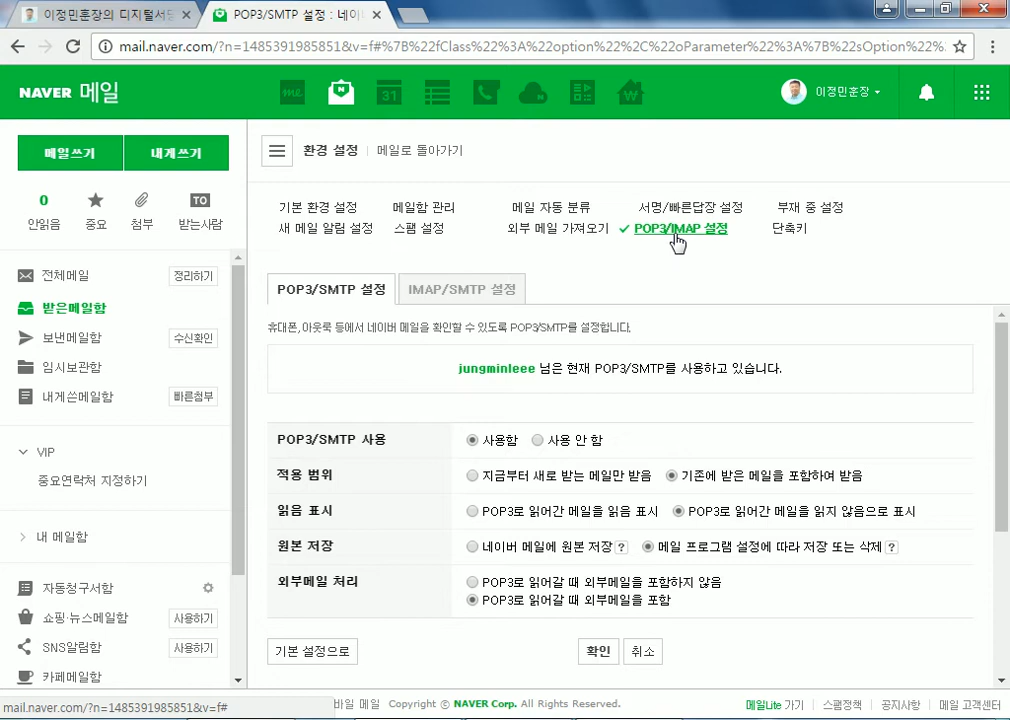 이정민훈장의 디지털서당
POP3/SMTP 설정 : 네이
mail.naver.com/?n=1485391985851&v=f#%7B%22fClass%22%3A%22option%22%2C%22oParameter%22%3A%7B%22sOption%22%
NAVER 메일
me
31
W
이정민훈장
메일쓰기
내게쓰기
환경 설정
메일로 돌아가기
0
TO
안읽음
중요
첨부
받는사람
기본 환경 설정
메일함 관리
메일 자동 분류
서명/빠른답장 설정
부재 중 설정
새 메일 알림 설정
스팸 설정
외부 메일 가져오기
POP3/IMAP 설정
단축키
전체메일
정리하기
받은메일함
보낸메일함
수신확인
임시보관함
내게쓴메일함
빠른첨부
VIP
중요연락처 지정하기
내 메일함
자동청구서함
쇼핑·뉴스메일함
사용하기
SNS알림함
사용하기
카페메일함
POP3/SMTP 설정
IMAP/SMTP 설정
휴대폰, 아웃룩 등에서 네이버 메일을 확인할 수 있도록 POP3/SMTP를 설정합니다.
jungminleee 님은 현재 POP3/SMTP를 사용하고 있습니다.
POP3/SMTP 사용
사용함
사용 안 함
적용 범위
지금부터 새로 받는 메일만 받음
기존에 받은 메일을 포함하여 받음
읽음 표시
POP3로 읽어간 메일을 읽음 표시
POP3로 읽어간 메일을 읽지 않음으로 표시
원본 저장
네이버 메일에 원본 저장 ?
메일 프로그램 설정에 따라 저장 또는 삭제 ?
외부메일 처리
POP3로 읽어갈 때 외부메일을 포함하지 않음
POP3로 읽어갈 때 외부메일을 포함
기본 설정으로
확인
취소
mail.naver.com/?n=1485391985851&v=f#
바일 메일
Copyright © NAVER Corp. All Rights Reserved.
메일Lite 가기
스팸정책
공지사항
메일 고객센터